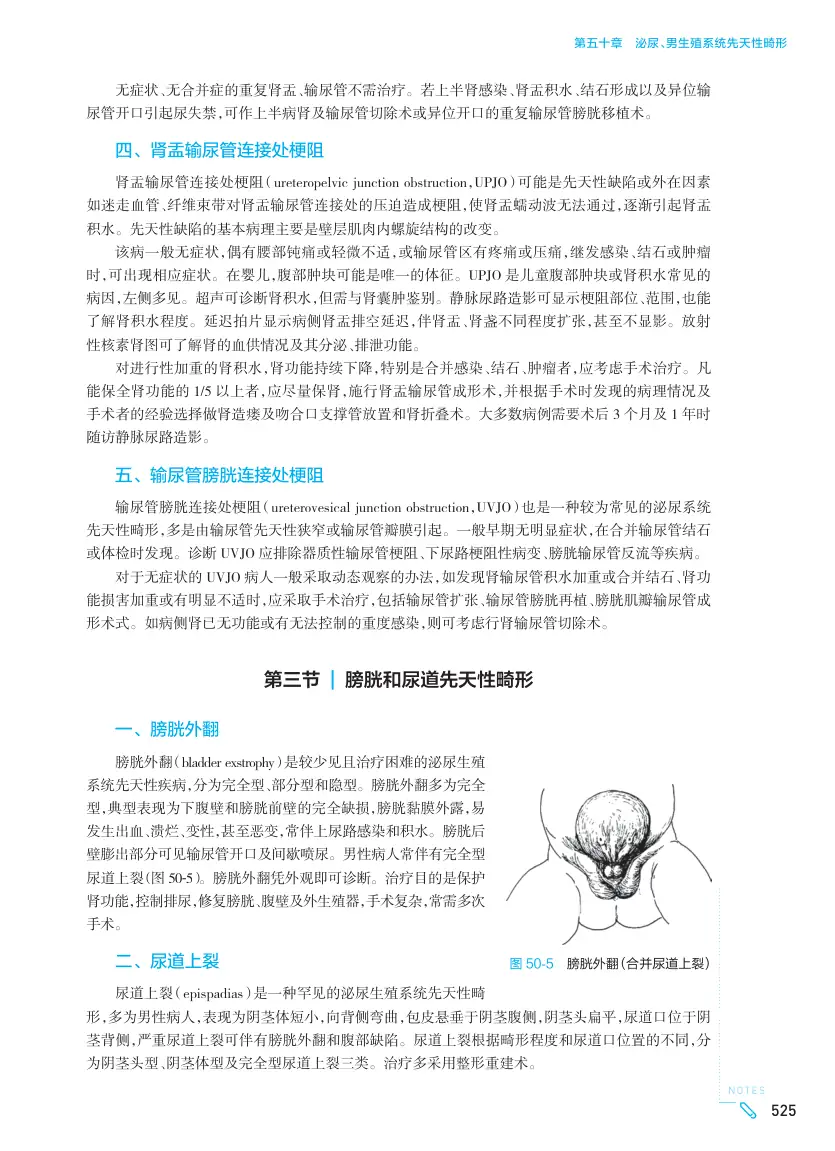 第五十章　泌尿、男生殖系统先天性畸形
无症状、无合并症的重复肾盂、输尿管不需治疗。若上半肾感染、肾盂积水、结石形成以及异位输
尿管开口引起尿失禁，可作上半病肾及输尿管切除术或异位开口的重复输尿管膀胱移植术。
四、肾盂输尿管连接处梗阻
肾盂输尿管连接处梗阻（ureteropelvic junction obstruction，UPJO）可能是先天性缺陷或外在因素
如迷走血管、纤维束带对肾盂输尿管连接处的压迫造成梗阻，使肾盂蠕动波无法通过，逐渐引起肾盂
积水。先天性缺陷的基本病理主要是壁层肌肉内螺旋结构的改变。
该病一般无症状，偶有腰部钝痛或轻微不适，或输尿管区有疼痛或压痛，继发感染、结石或肿瘤
时，可出现相应症状。在婴儿，腹部肿块可能是唯一的体征。UPJO 是儿童腹部肿块或肾积水常见的
病因，左侧多见。超声可诊断肾积水，但需与肾囊肿鉴别。静脉尿路造影可显示梗阻部位、范围，也能
了解肾积水程度。延迟拍片显示病侧肾盂排空延迟，伴肾盂、肾盏不同程度扩张，甚至不显影。放射
性核素肾图可了解肾的血供情况及其分泌、排泄功能。
对进行性加重的肾积水，肾功能持续下降，特别是合并感染、结石、肿瘤者，应考虑手术治疗。凡
能保全肾功能的 1/5 以上者，应尽量保肾，施行肾盂输尿管成形术，并根据手术时发现的病理情况及
手术者的经验选择做肾造瘘及吻合口支撑管放置和肾折叠术。大多数病例需要术后 3 个月及 1 年时
随访静脉尿路造影。
五、输尿管膀胱连接处梗阻
输尿管膀胱连接处梗阻（ureterovesical junction obstruction，UVJO）也是一种较为常见的泌尿系统
先天性畸形，多是由输尿管先天性狭窄或输尿管瓣膜引起。一般早期无明显症状，在合并输尿管结石
或体检时发现。诊断 UVJO 应排除器质性输尿管梗阻、下尿路梗阻性病变、膀胱输尿管反流等疾病。
对于无症状的 UVJO 病人一般采取动态观察的办法，如发现肾输尿管积水加重或合并结石、肾功
能损害加重或有明显不适时，应采取手术治疗，包括输尿管扩张、输尿管膀胱再植、膀胱肌瓣输尿管成
形术式。如病侧肾已无功能或有无法控制的重度感染，则可考虑行肾输尿管切除术。
第三节 | 膀胱和尿道先天性畸形
一、膀胱外翻
膀胱外翻（bladder exstrophy）是较少见且治疗困难的泌尿生殖
系统先天性疾病，分为完全型、部分型和隐型。膀胱外翻多为完全
型，典型表现为下腹壁和膀胱前壁的完全缺损，膀胱黏膜外露，易
发生出血、溃烂、变性，甚至恶变，常伴上尿路感染和积水。膀胱后
壁膨出部分可见输尿管开口及间歇喷尿。男性病人常伴有完全型
尿道上裂（图 50-5）。膀胱外翻凭外观即可诊断。治疗目的是保护
肾功能，控制排尿，修复膀胱、腹壁及外生殖器，手术复杂，常需多次
手术。
图 50-5　膀胱外翻（合并尿道上裂）
二、尿道上裂
尿道上裂（epispadias）是一种罕见的泌尿生殖系统先天性畸
形，多为男性病人，表现为阴茎体短小，向背侧弯曲，包皮悬垂于阴茎腹侧，阴茎头扁平，尿道口位于阴
茎背侧，严重尿道上裂可伴有膀胱外翻和腹部缺陷。尿道上裂根据畸形程度和尿道口位置的不同，分
为阴茎头型、阴茎体型及完全型尿道上裂三类。治疗多采用整形重建术。
NOTES
525